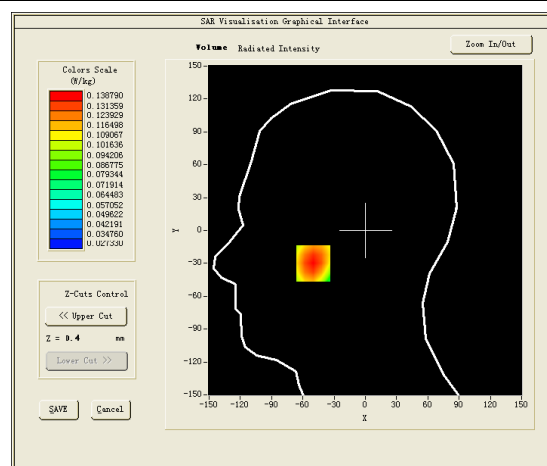 SAR Visualisation Graphical Interface
Volume Radiated Intensity
Zoom In/Out
Colors Scale
(W/kg)
0.138790
0.131359
0.123929
0.116498
0.109067
0.101636
0.094206
0.086775
0.079344
0.071914
0.064483
0.057052
0.049622
0.042191
0.034760
0.027330
Z-Cuts Control
<< Upper Cut
Z = 0.4 mm
Lower Cut >>
SAVE Cancel
150
120
90
60
30
0
-30
-60
-90
-120
-150
Y
-150 -120 -90 -60 -30 0 30 60 90 120 150
X